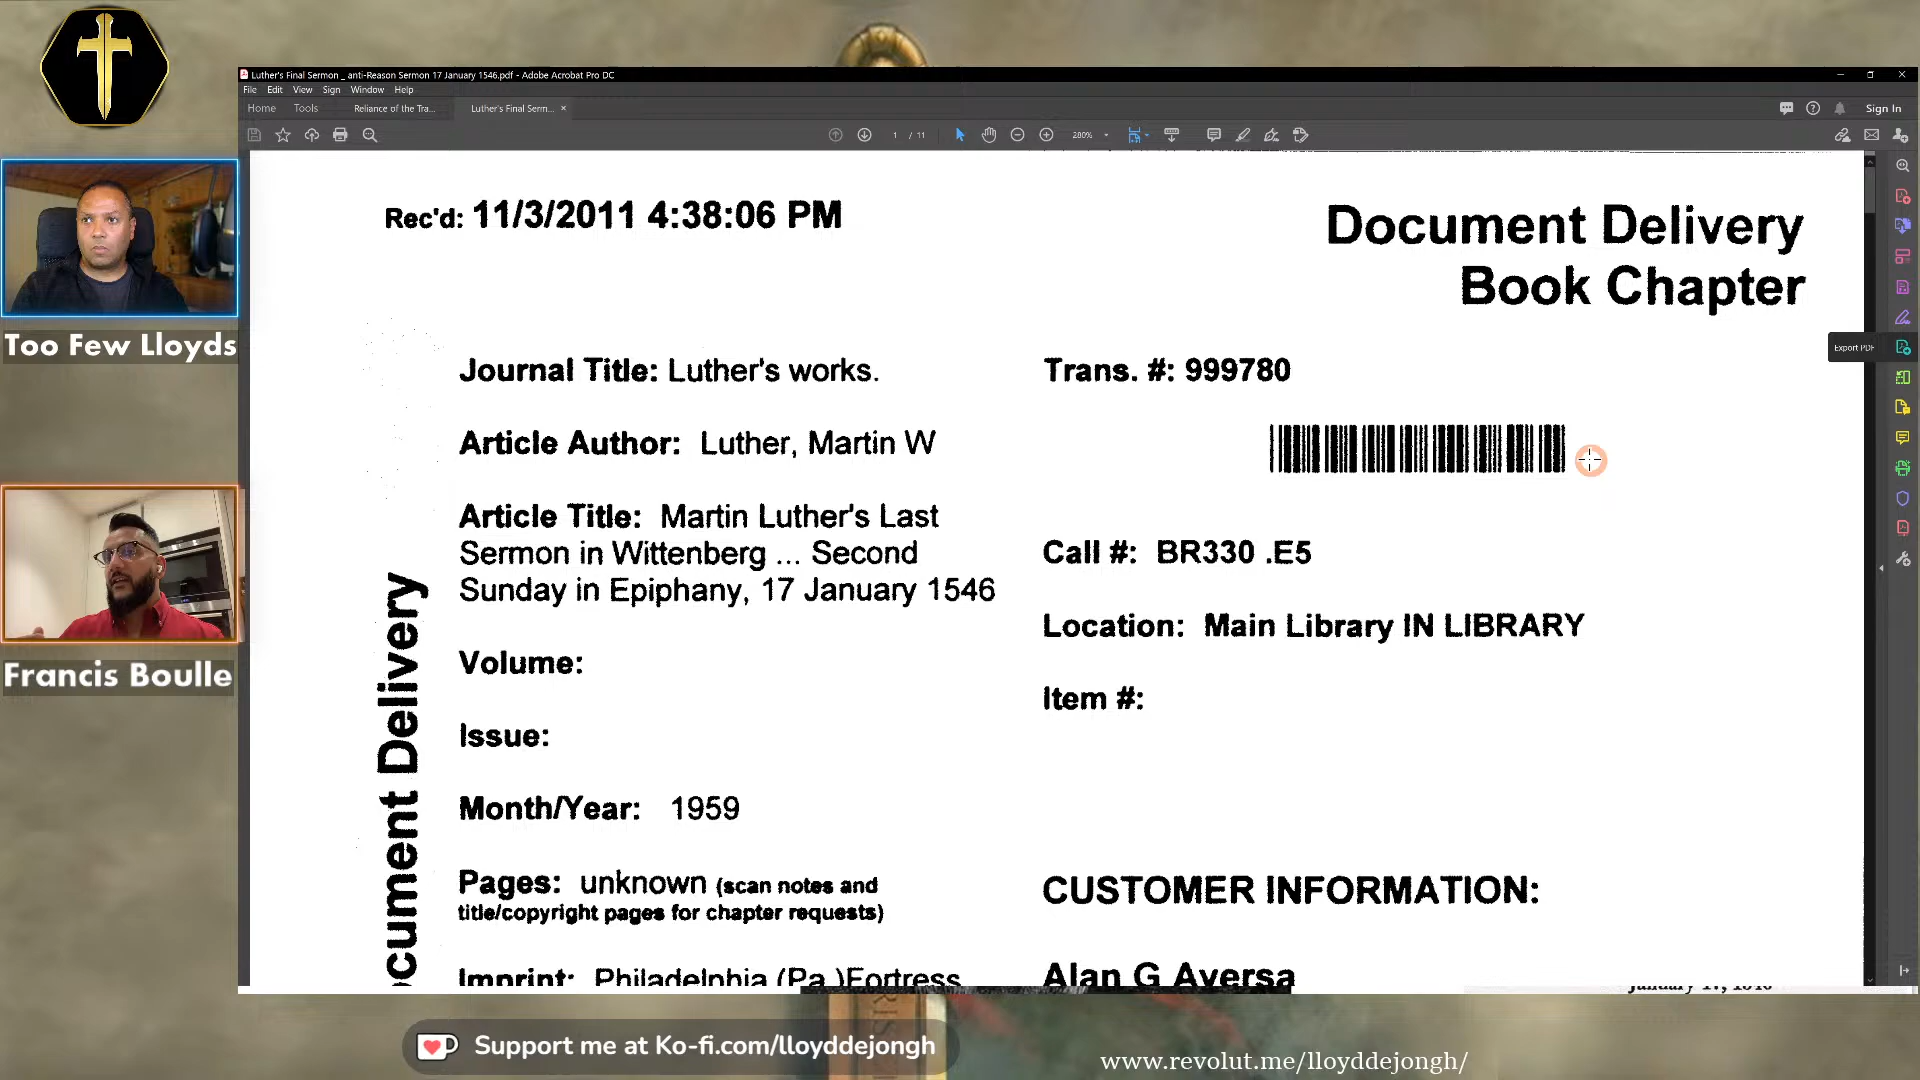 Luther's Final Sermon _ anti-Reason Sermon 17 January 1546.pdf - Adobe Acrobat Pro DC
File Edit View Sign Window Help
Home Tools Reliance of the Tra... Luther's Final Serm... Sign In
1 / 11 280%
Rec'd: 11/3/2011 4:38:06 PM
Document Delivery
Book Chapter
Export PDF
Too Few Lloyds
Francis Boulle
Document Delivery
Journal Title: Luther's works.
Article Author: Luther, Martin W
Article Title: Martin Luther's Last
Sermon in Wittenberg ... Second
Sunday in Epiphany, 17 January 1546
Volume:
Issue:
Month/Year: 1959
Pages: unknown (scan notes and
title/copyright pages for chapter requests)
Imprint: Philadelphia (Pa.)Fortress
Trans. #: 999780
Call #: BR330 .E5
Location: Main Library IN LIBRARY
Item #:
CUSTOMER INFORMATION:
Alan G Aversa
Support me at Ko-fi.com/lloyddejongh
www.revolut.me/lloyddejongh/